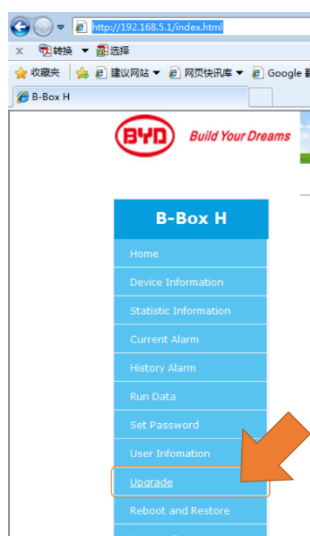 http://192.168.5.1/index.html
x 转换 ▼ 选择
收藏夹 建议网站 ▼ 网页快讯库 ▼ Google
B-Box H
BYD Build Your Dreams
B-Box H
Home
Device Information
Statistic Information
Current Alarm
History Alarm
Run Data
Set Password
User Infomation
Upgrade
Reboot and Restore